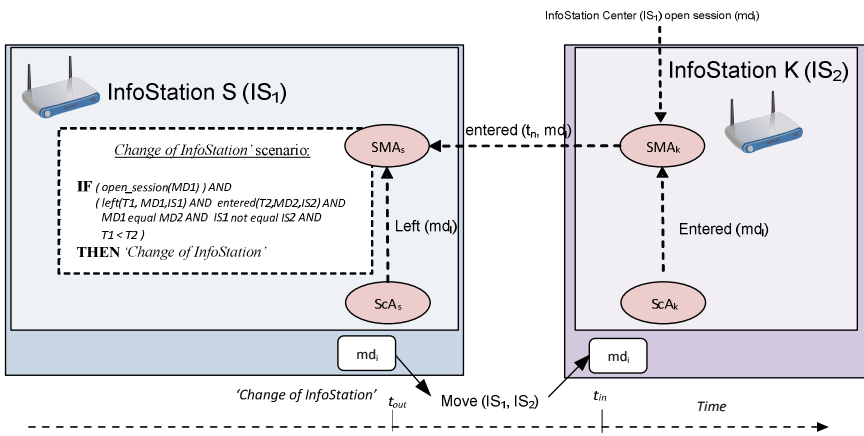 InfoStation Center (IS₁) open session (mdᵢ)
InfoStation S (IS₁)
InfoStation K (IS₂)
Change of InfoStation' scenario:
IF ( open_session(MD1) ) AND
( left(T1, MD1,IS1) AND entered(T2,MD2,IS2) AND
MD1 equal MD2 AND IS1 not equal IS2 AND
T1 < T2 )
THEN 'Change of InfoStation'
SMAₛ
entered (tₙ, mdᵢ)
SMAₖ
Left (mdᵢ)
Entered (mdᵢ)
ScAₛ
ScAₖ
mdᵢ
mdᵢ
'Change of InfoStation'
t_out
Move (IS₁, IS₂)
t_in
Time